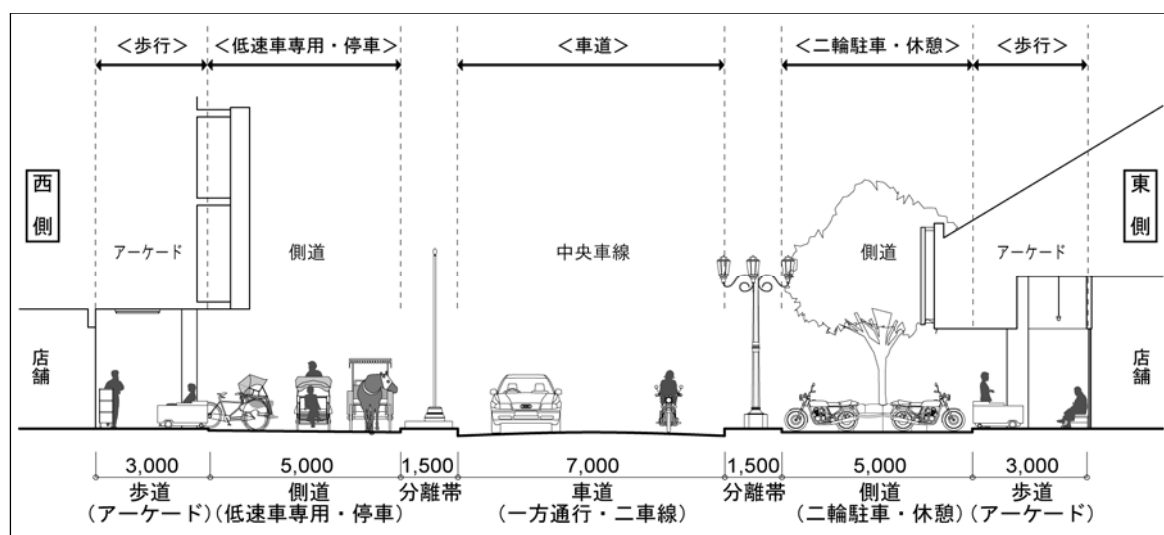 <歩行>
<低速車専用・停車>
<車道>
<二輪駐車・休憩>
<歩行>
西側
東側
アーケード
側道
中央車線
側道
アーケード
店舗
店舗
3,000
5,000
1,500
7,000
1,500
5,000
3,000
歩道
側道
分離帯
車道
分離帯
側道
歩道
(アーケード)
(低速車専用・停車)
(一方通行・二車線)
(二輪駐車・休憩)
(アーケード)